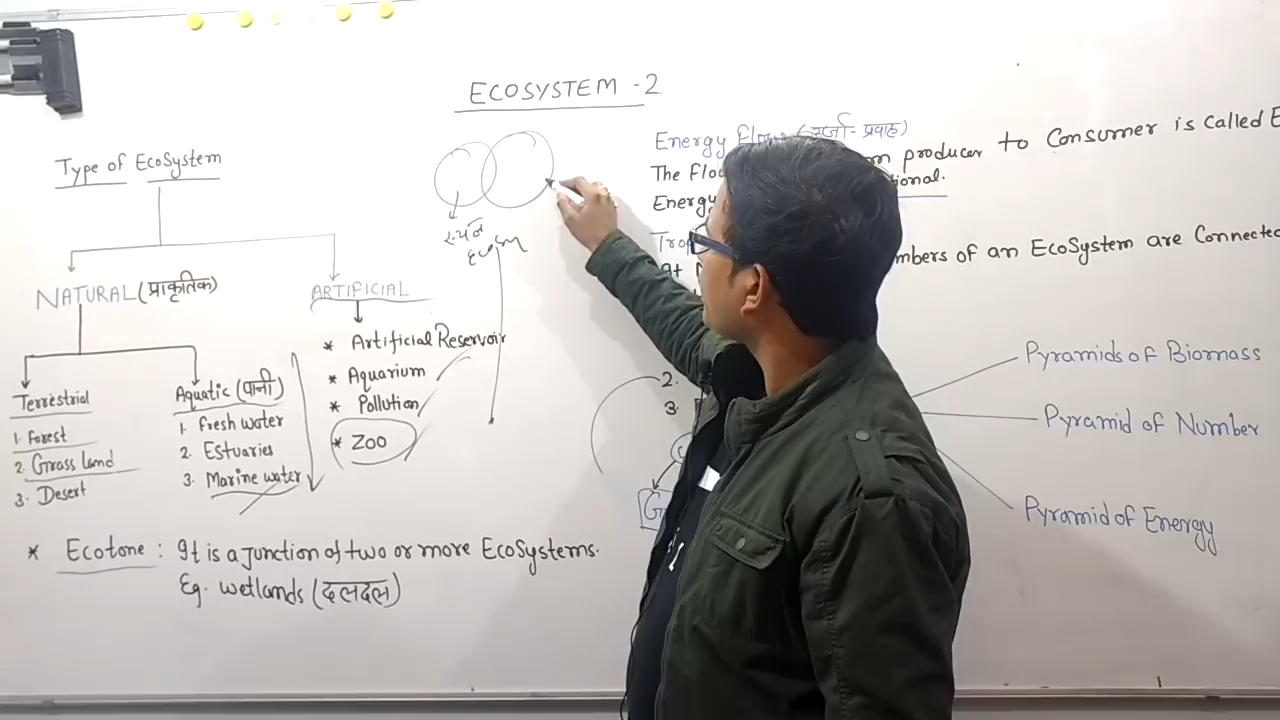 ECOSYSTEM -2
Type of EcoSystem
NATURAL (प्राकृतिक)
ARTIFICIAL
* Artificial Reservoir
* Aquarium
* Pollution
* Zoo
Terrestrial
1. Forest
2. Grass land
3. Desert
Aquatic (पानी)
1. Fresh water
2. Estuaries
3. Marine water
* Ecotone : It is a Junction of two or more EcoSystems.
Eg. wetlands (दलदल)
Energy Flow (ऊर्जा - प्रवाह)
The producer to Consumer is called
Energy
mbers of an EcoSystem are Connected
2.
3.
Pyramids of Biomass
Pyramid of Number
Pyramid of Energy